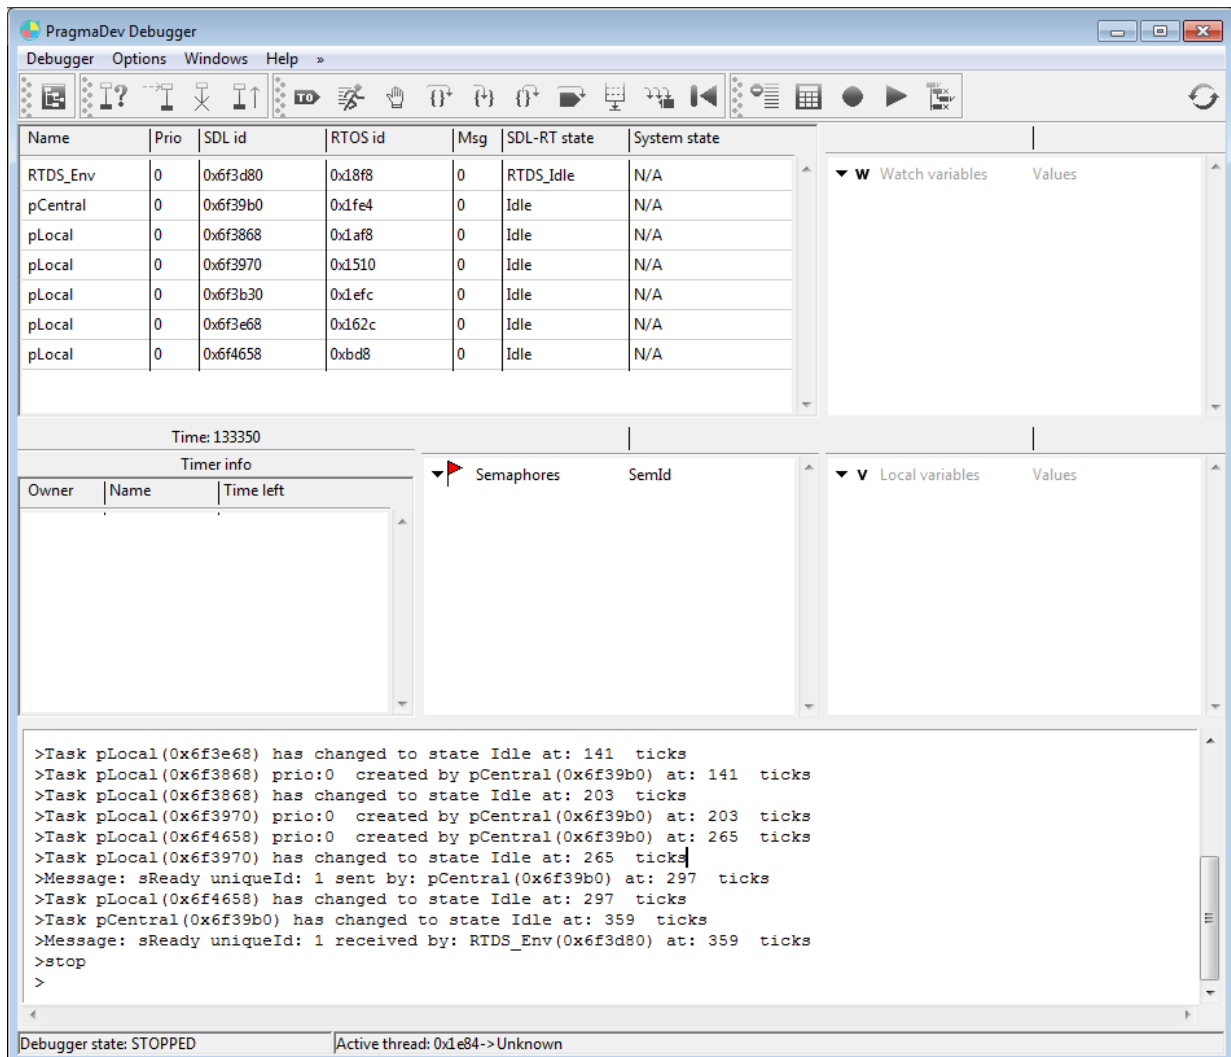 PragmaDev Debugger
Debugger Options Windows Help »
TO
Name Prio SDL id RTOS id Msg SDL-RT state System state
RTDS_Env 0 0x6f3d80 0x18f8 0 RTDS_Idle N/A
pCentral 0 0x6f39b0 0x1fe4 0 Idle N/A
pLocal 0 0x6f3868 0x1af8 0 Idle N/A
pLocal 0 0x6f3970 0x1510 0 Idle N/A
pLocal 0 0x6f3b30 0x1efc 0 Idle N/A
pLocal 0 0x6f3e68 0x162c 0 Idle N/A
pLocal 0 0x6f4658 0xbd8 0 Idle N/A
W Watch variables Values
Time: 133350
Timer info
Owner Name Time left
Semaphores SemId
V Local variables Values
>Task pLocal(0x6f3e68) has changed to state Idle at: 141 ticks
>Task pLocal(0x6f3868) prio:0 created by pCentral(0x6f39b0) at: 141 ticks
>Task pLocal(0x6f3868) has changed to state Idle at: 203 ticks
>Task pLocal(0x6f3970) prio:0 created by pCentral(0x6f39b0) at: 203 ticks
>Task pLocal(0x6f4658) prio:0 created by pCentral(0x6f39b0) at: 265 ticks
>Task pLocal(0x6f3970) has changed to state Idle at: 265 ticks
>Message: sReady uniqueId: 1 sent by: pCentral(0x6f39b0) at: 297 ticks
>Task pLocal(0x6f4658) has changed to state Idle at: 297 ticks
>Task pCentral(0x6f39b0) has changed to state Idle at: 359 ticks
>Message: sReady uniqueId: 1 received by: RTDS_Env(0x6f3d80) at: 359 ticks
>stop
>
Debugger state: STOPPED
Active thread: 0x1e84->Unknown